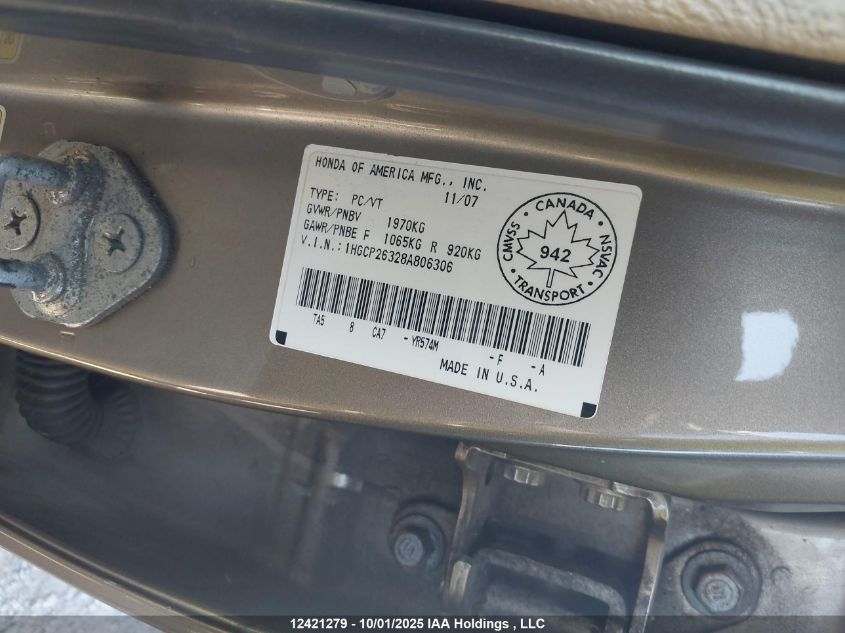 HONDA OF AMERICA MFG., INC.
11/07
TYPE: PC/VT
GVWR/PNBV 1970KG
GAWR/PNBE F 1065KG R 920KG
V.I.N.:1HGCP26328A806306
CANADA
CMVSS
NSVAC
942
TRANSPORT
TA5 8 CA7 -YR574M -F -A
MADE IN U.S.A.
12421279 - 10/01/2025 IAA Holdings , LLC